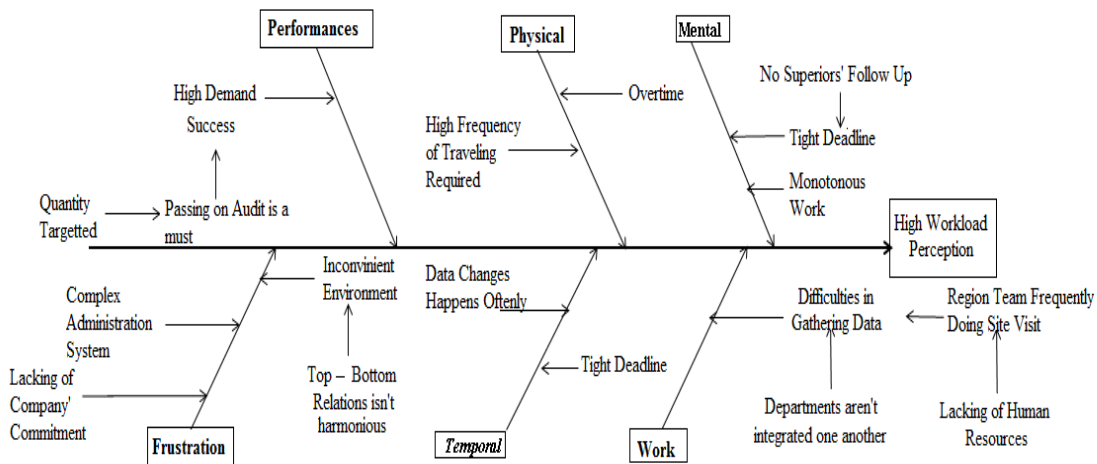 Performances
Physical
Mental
High Demand
Success
Overtime
No Superiors' Follow Up
High Frequency
of Traveling
Required
Tight Deadline
Monotonous
Work
Quantity
Targetted
Passing on Audit is a
must
High Workload
Perception
Inconvinient
Environment
Data Changes
Happens Oftenly
Difficulties in
Gathering Data
Region Team Frequently
Doing Site Visit
Complex
Administration
System
Tight Deadline
Lacking of
Company'
Commitment
Top – Bottom
Relations isn't
harmonious
Departments aren't
integrated one another
Lacking of Human
Resources
Frustration
Temporal
Work